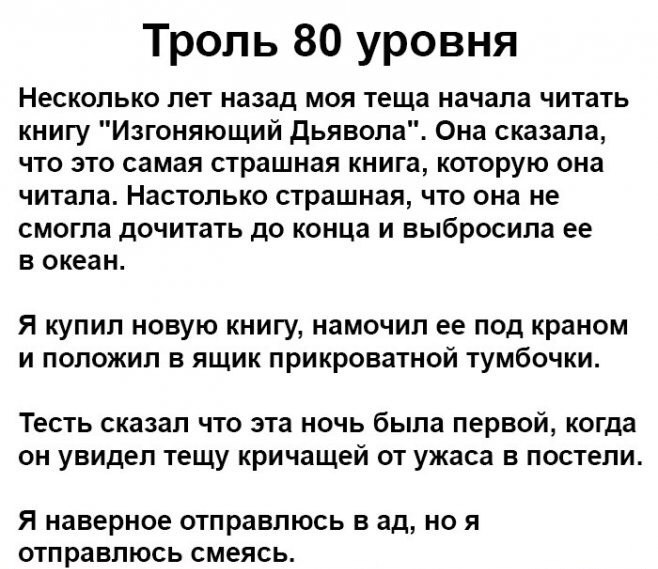 Троль 80 уровня
Несколько лет назад моя теща начала читать
книгу "Изгоняющий Дьявола". Она сказала,
что это самая страшная книга, которую она
читала. Настолько страшная, что она не
смогла дочитать до конца и выбросила ее
в океан.
Я купил новую книгу, намочил ее под краном
и положил в ящик прикроватной тумбочки.
Тесть сказал что эта ночь была первой, когда
он увидел тещу кричащей от ужаса в постели.
Я наверное отправлюсь в ад, но я
отправлюсь смеясь.